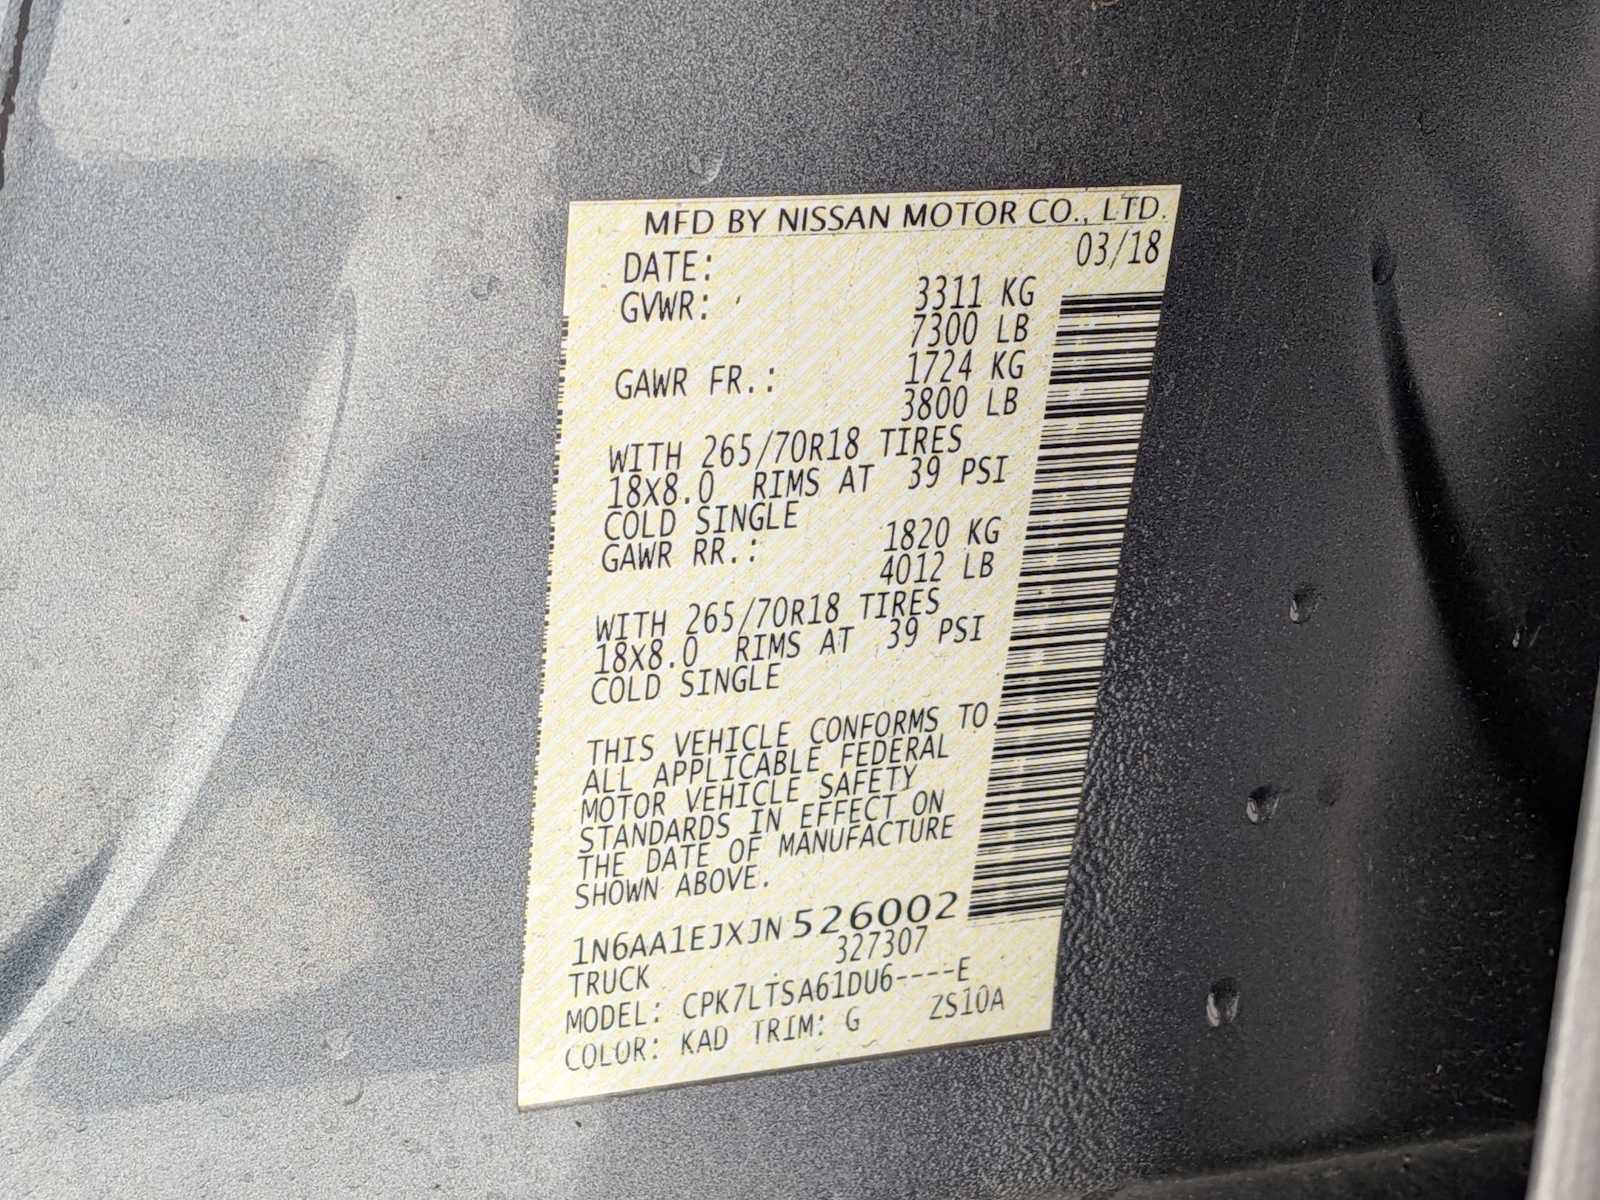 MFD BY NISSAN MOTOR CO., LTD.
DATE: 03/18
GVWR: 3311 KG
7300 LB
GAWR FR.: 1724 KG
3800 LB
WITH 265/70R18 TIRES
18X8.0 RIMS AT 39 PSI
COLD SINGLE
GAWR RR.: 1820 KG
4012 LB
WITH 265/70R18 TIRES
18X8.0 RIMS AT 39 PSI
COLD SINGLE
THIS VEHICLE CONFORMS TO
ALL APPLICABLE FEDERAL
MOTOR VEHICLE SAFETY
STANDARDS IN EFFECT ON
THE DATE OF MANUFACTURE
SHOWN ABOVE.
1N6AA1EJXJN526002
TRUCK 327307
MODEL: CPK7LTSA61DU6----E
COLOR: KAD TRIM: G ZS10A